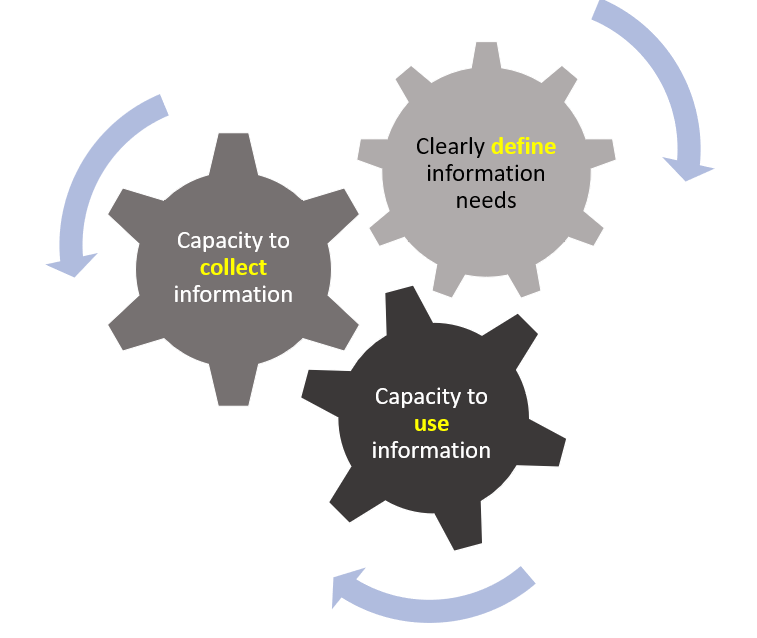 Clearly define
information
needs
Capacity to
collect
information
Capacity to
use
information